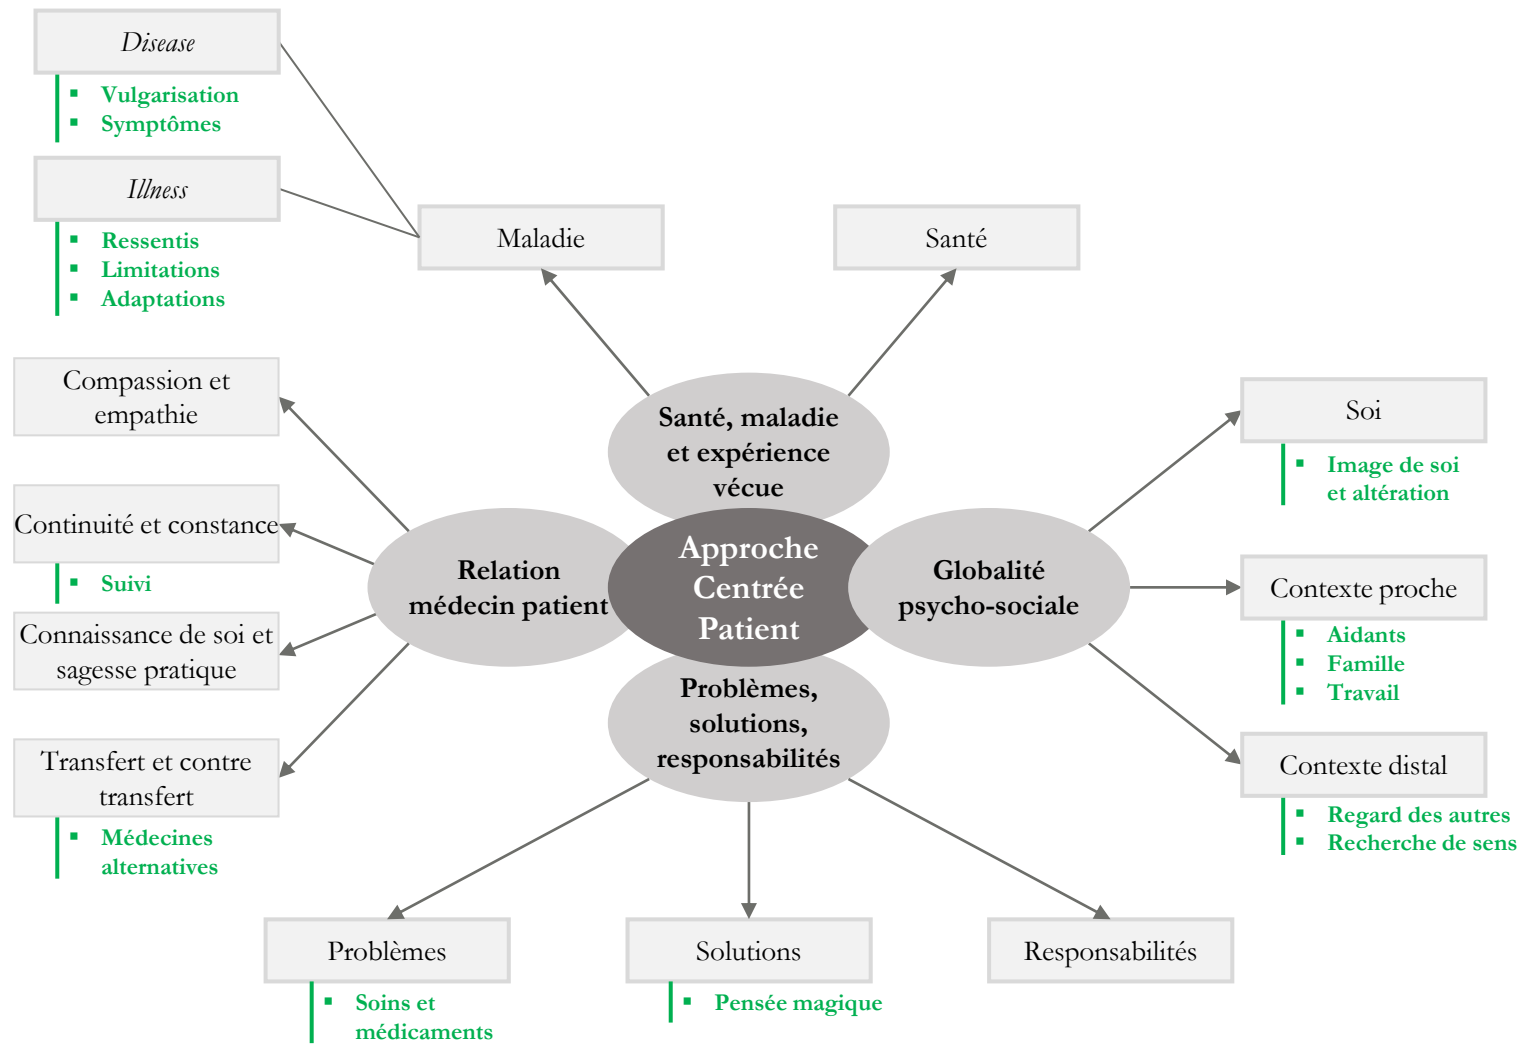 Disease
Vulgarisation
Symptômes
Illness
Ressentis
Limitations
Adaptations
Maladie
Santé
Compassion et
empathie
Continuité et constance
Suivi
Connaissance de soi et
sagesse pratique
Transfert et contre
transfert
Médecines
alternatives
Santé, maladie
et expérience
vécue
Relation
médecin patient
Approche
Centrée
Patient
Globalité
psycho-sociale
Problèmes,
solutions,
responsabilités
Soi
Image de soi
et altération
Contexte proche
Aidants
Famille
Travail
Contexte distal
Regard des autres
Recherche de sens
Problèmes
Soins et
médicaments
Solutions
Pensée magique
Responsabilités